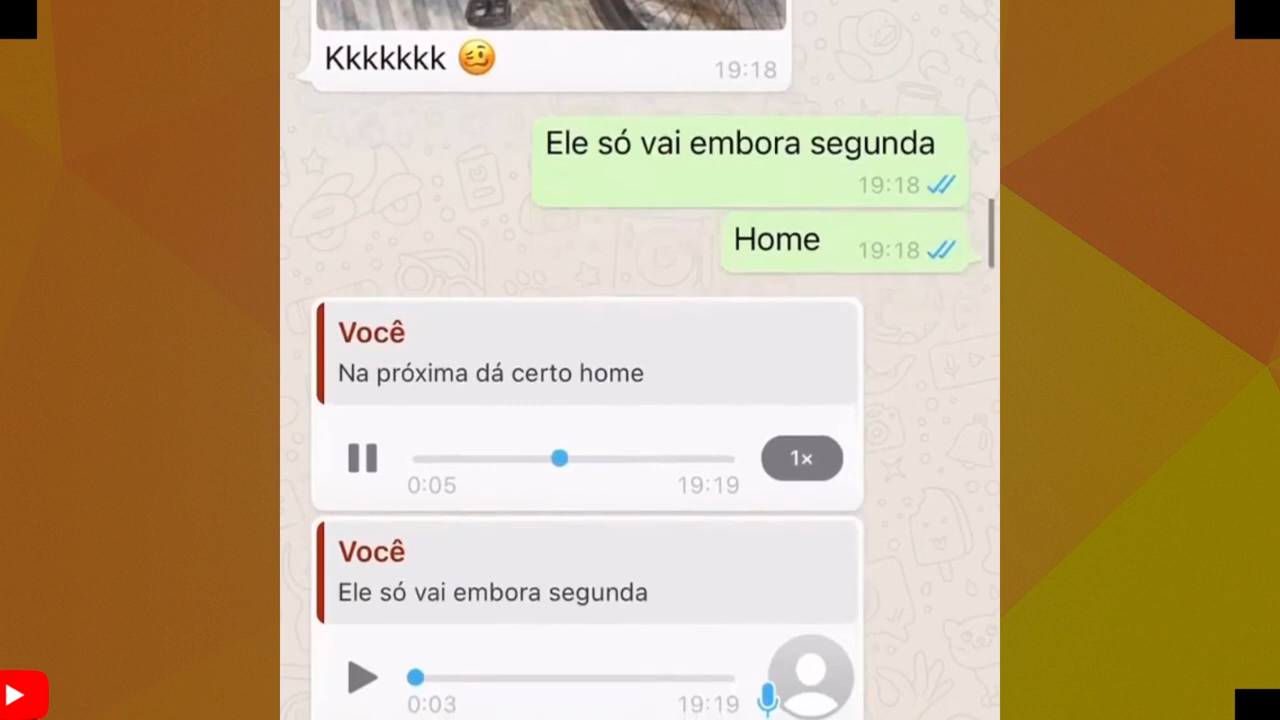 Kkkkkkk 🥴
19:18
Ele só vai embora segunda
19:18
Home 19:18
Você
Na próxima dá certo home
1×
0:05 19:19
Você
Ele só vai embora segunda
0:03 19:19